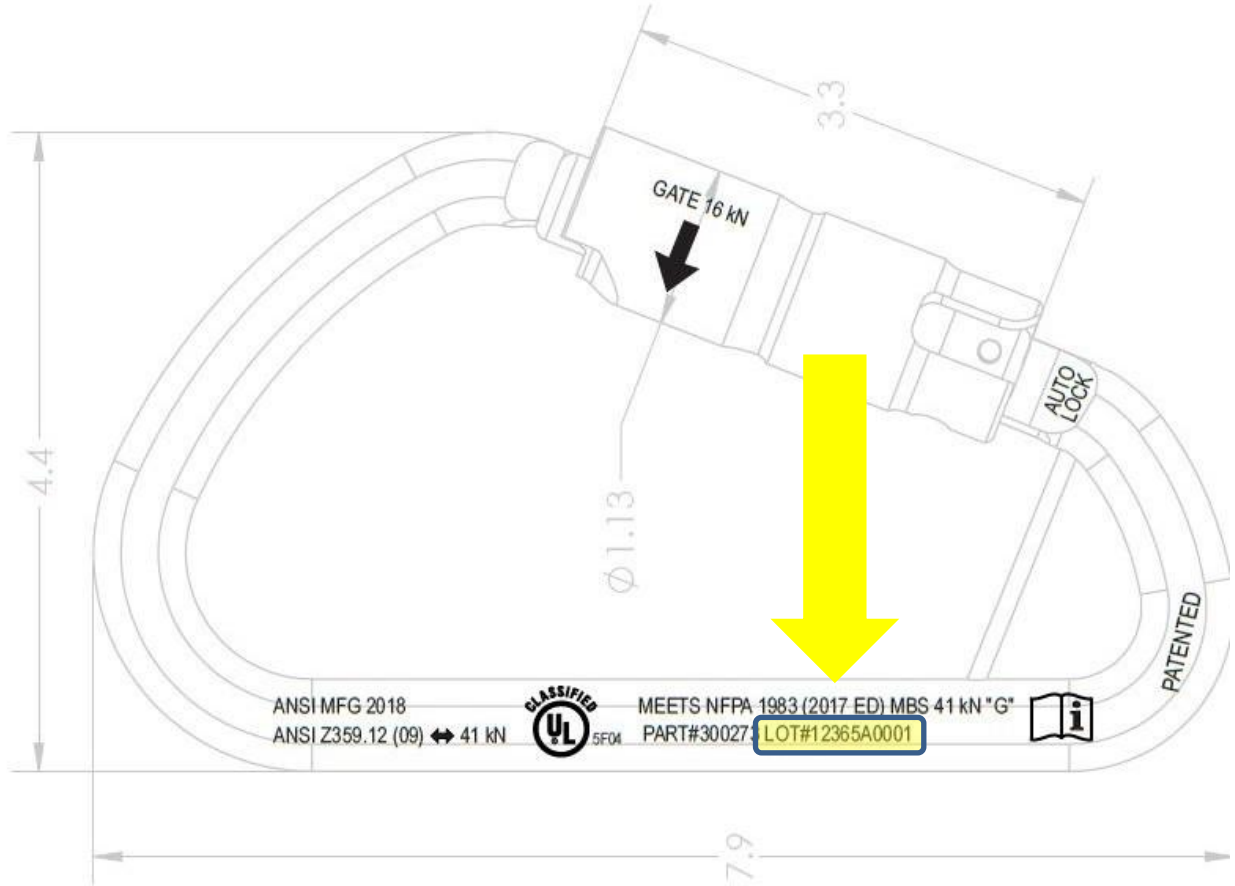 3.3
GATE 16 kN
AUTO
LOCK
4.4
Ø1.13
PATENTED
ANSI MFG 2018
ANSI Z359.12 (09) ⬌ 41 kN
CLASSIFIED
UL
5F04
MEETS NFPA 1983 (2017 ED) MBS 41 kN "G"
PART#300273 LOT#12365A0001
i
7.9